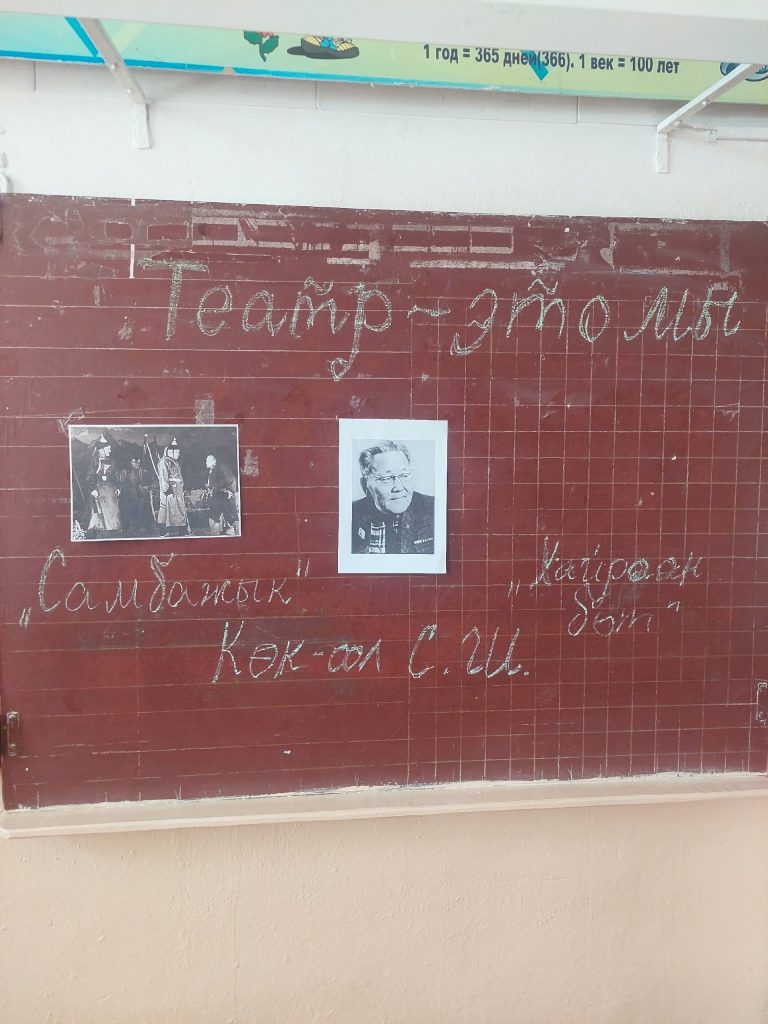 1 год = 365 дней(366). 1 век = 100 лет
Театр - это мы
„Самбажык"
„Хайыраан
бот"
Көк-оол С.Ш.